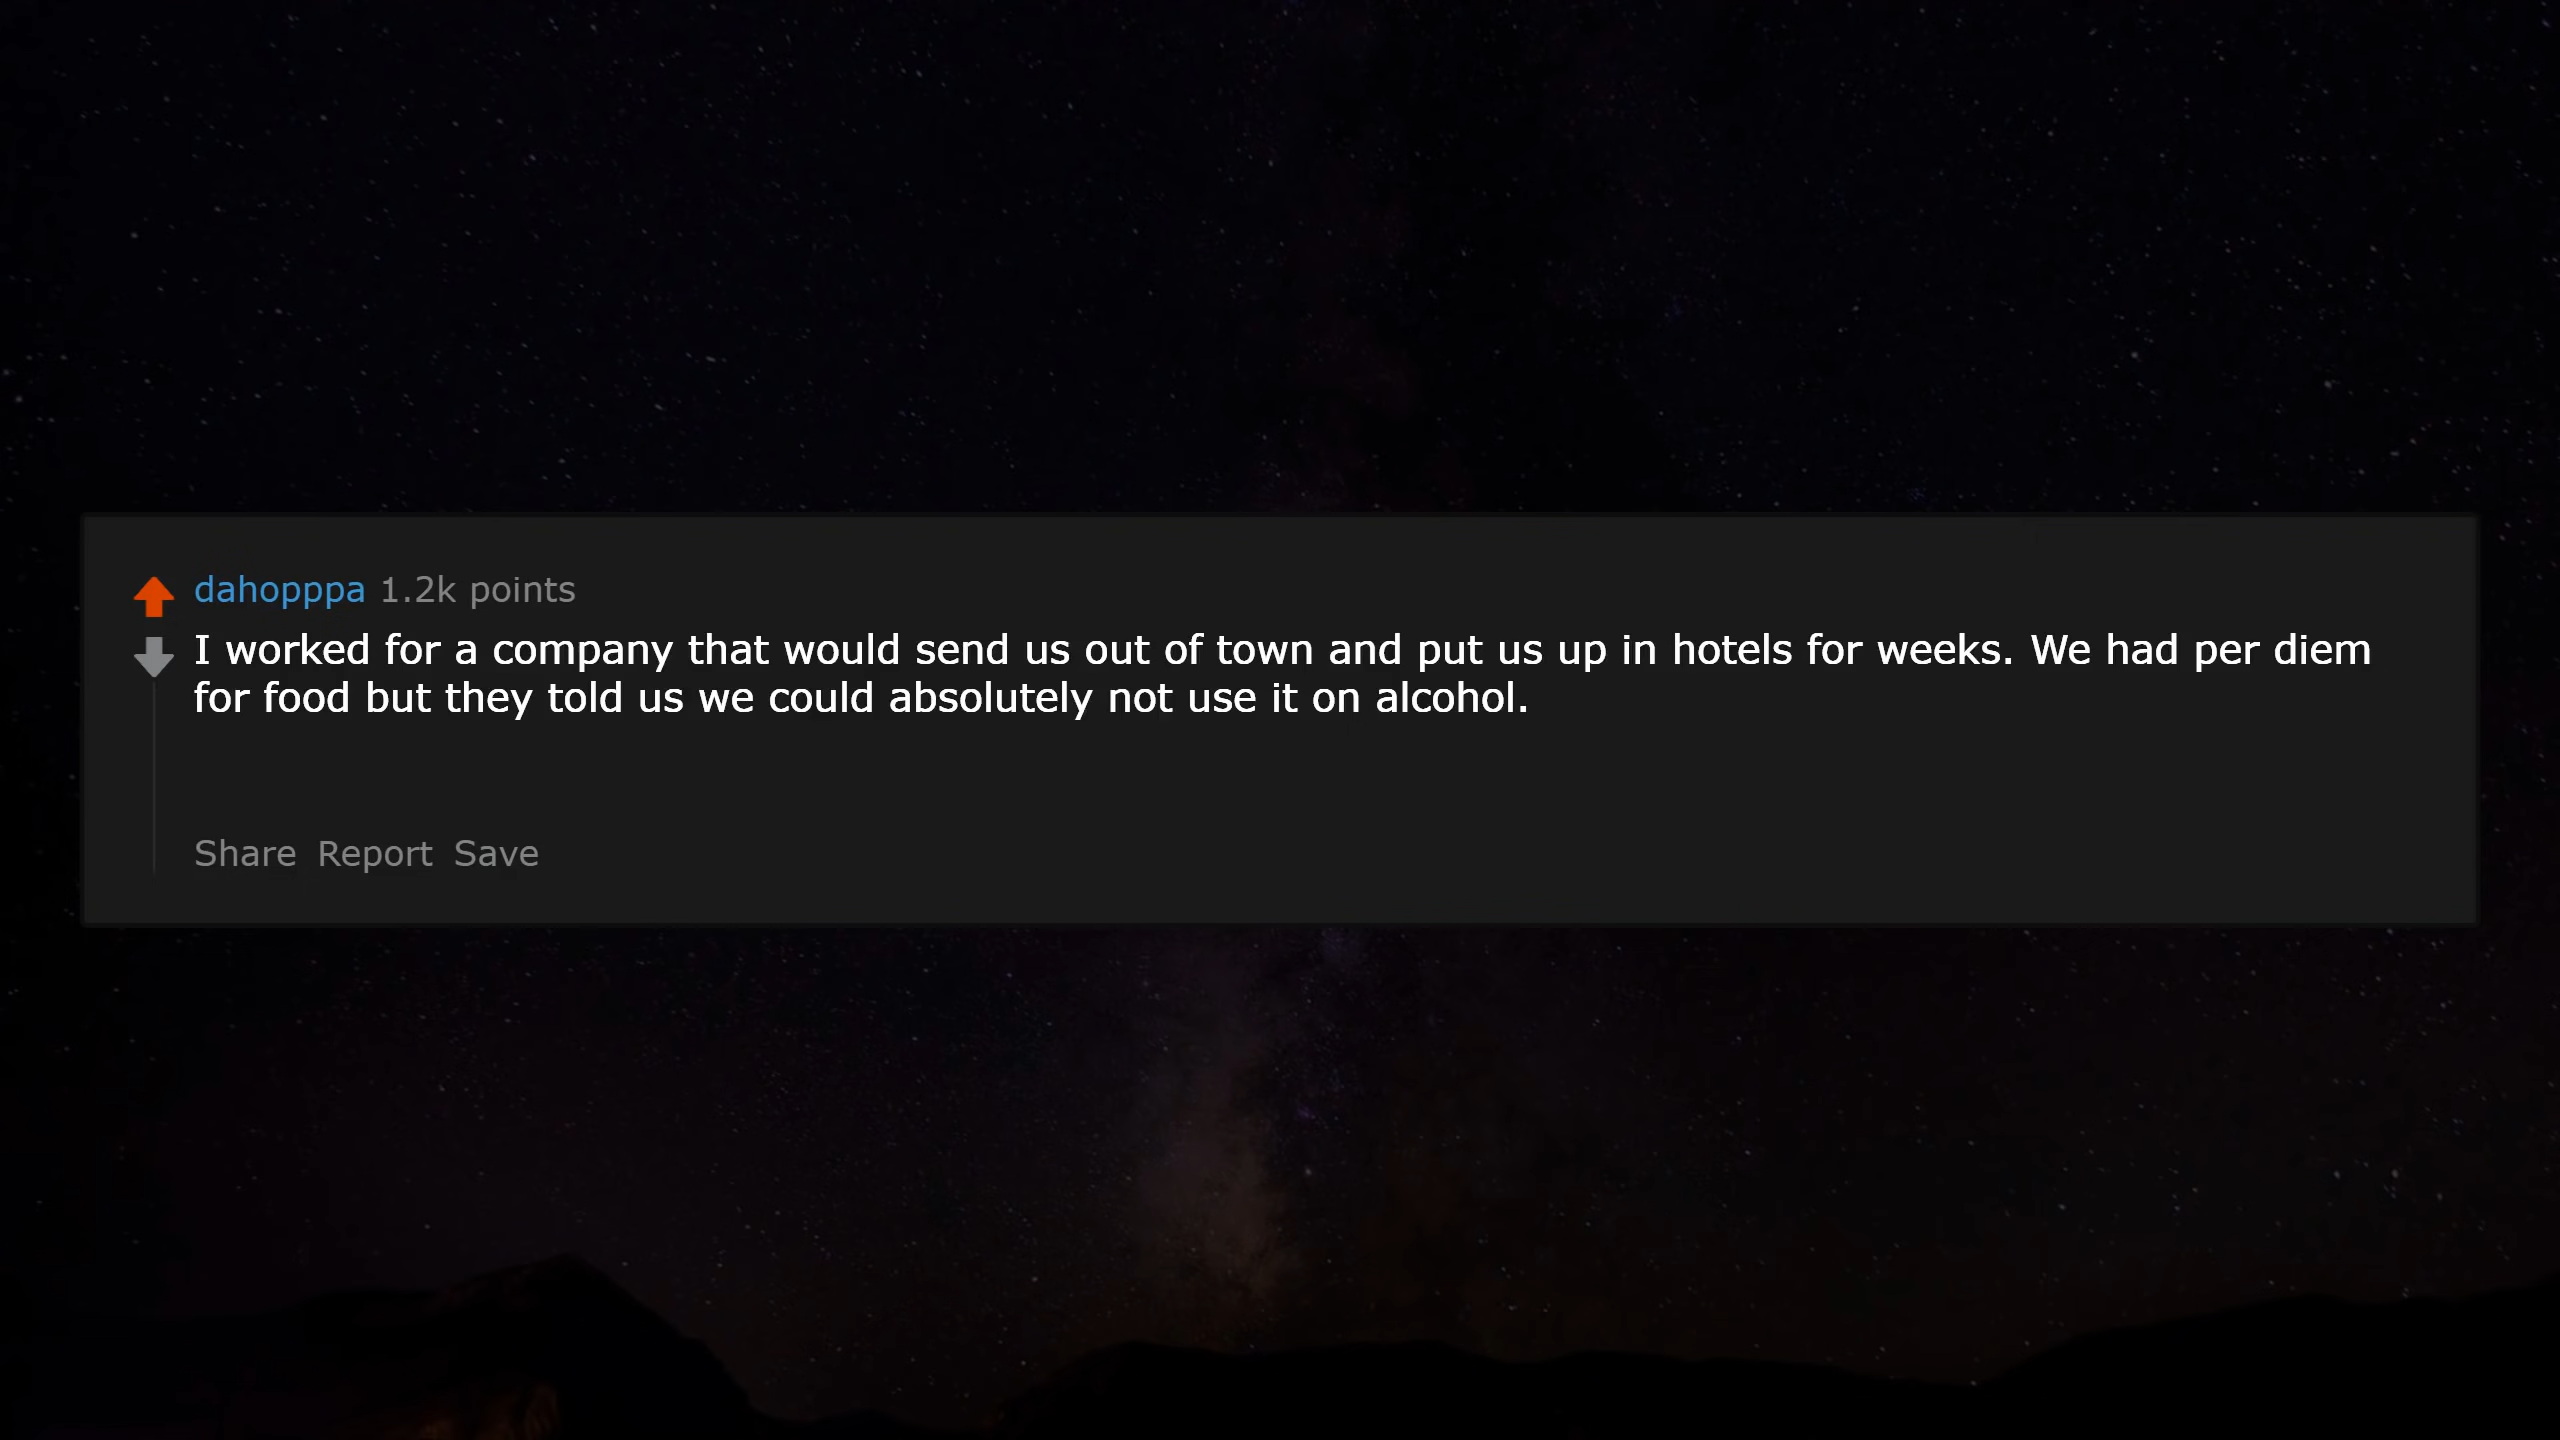 dahopppa 1.2k points
I worked for a company that would send us out of town and put us up in hotels for weeks. We had per diem
for food but they told us we could absolutely not use it on alcohol.
Share Report Save